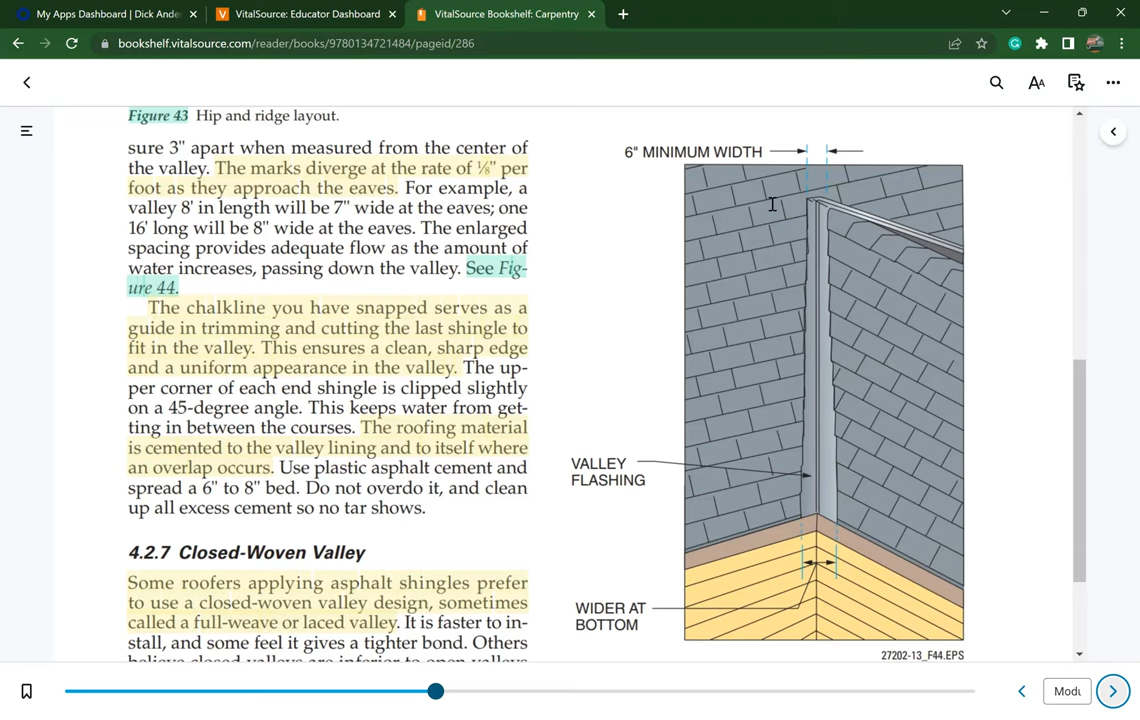 My Apps Dashboard | Dick Ander
VitalSource: Educator Dashboard
VitalSource Bookshelf: Carpentry
bookshelf.vitalsource.com/reader/books/9780134721484/pageid/286
Figure 43 Hip and ridge layout.
sure 3" apart when measured from the center of
the valley. The marks diverge at the rate of ⅛" per
foot as they approach the eaves. For example, a
valley 8' in length will be 7" wide at the eaves; one
16' long will be 8" wide at the eaves. The enlarged
spacing provides adequate flow as the amount of
water increases, passing down the valley. See Fig-
ure 44.
The chalkline you have snapped serves as a
guide in trimming and cutting the last shingle to
fit in the valley. This ensures a clean, sharp edge
and a uniform appearance in the valley. The up-
per corner of each end shingle is clipped slightly
on a 45-degree angle. This keeps water from get-
ting in between the courses. The roofing material
is cemented to the valley lining and to itself where
an overlap occurs. Use plastic asphalt cement and
spread a 6" to 8" bed. Do not overdo it, and clean
up all excess cement so no tar shows.
4.2.7 Closed-Woven Valley
Some roofers applying asphalt shingles prefer
to use a closed-woven valley design, sometimes
called a full-weave or laced valley. It is faster to in-
stall, and some feel it gives a tighter bond. Others
believe closed valleys are inferior to open valleys
6" MINIMUM WIDTH
VALLEY
FLASHING
WIDER AT
BOTTOM
27202-13_F44.EPS
Modu